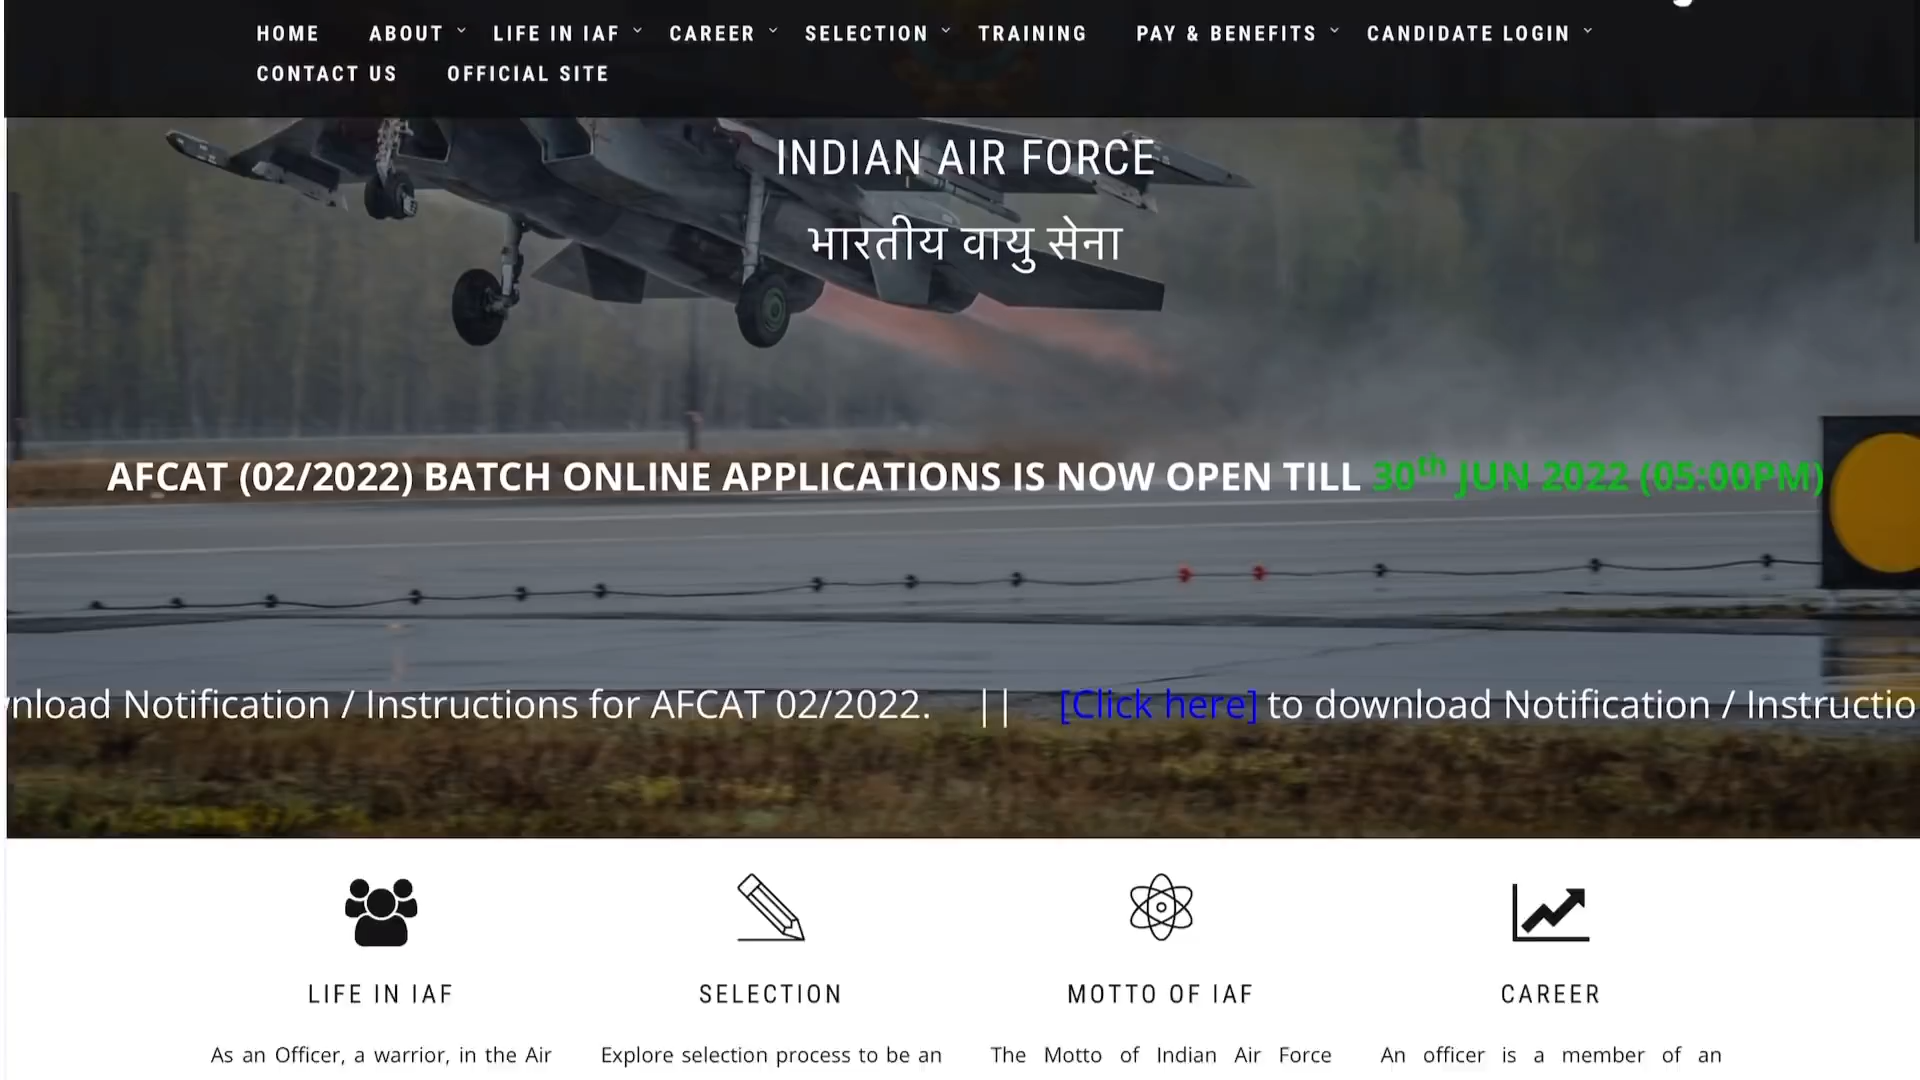 HOME ABOUT LIFE IN IAF CAREER SELECTION TRAINING PAY & BENEFITS CANDIDATE LOGIN
CONTACT US OFFICIAL SITE
INDIAN AIR FORCE
भारतीय वायु सेना
AFCAT (02/2022) BATCH ONLINE APPLICATIONS IS NOW OPEN TILL 30th JUN 2022 (05:00PM)
nload Notification / Instructions for AFCAT 02/2022. || [Click here] to download Notification / Instructio
LIFE IN IAF SELECTION MOTTO OF IAF CAREER
As an Officer, a warrior, in the Air Explore selection process to be an The Motto of Indian Air Force An officer is a member of an